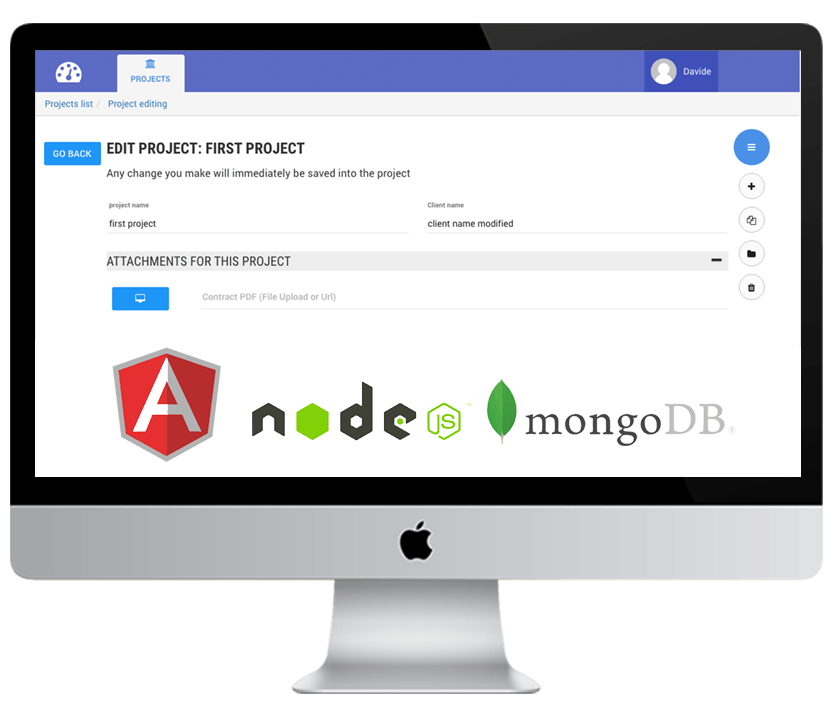 PROJECTS
Davide
Projects list / Project editing
GO BACK
EDIT PROJECT: FIRST PROJECT
Any change you make will immediately be saved into the project
project name
Client name
first project
client name modified
ATTACHMENTS FOR THIS PROJECT
Contract PDF (File Upload or Url)
A
node
JS
™
mongoDB®